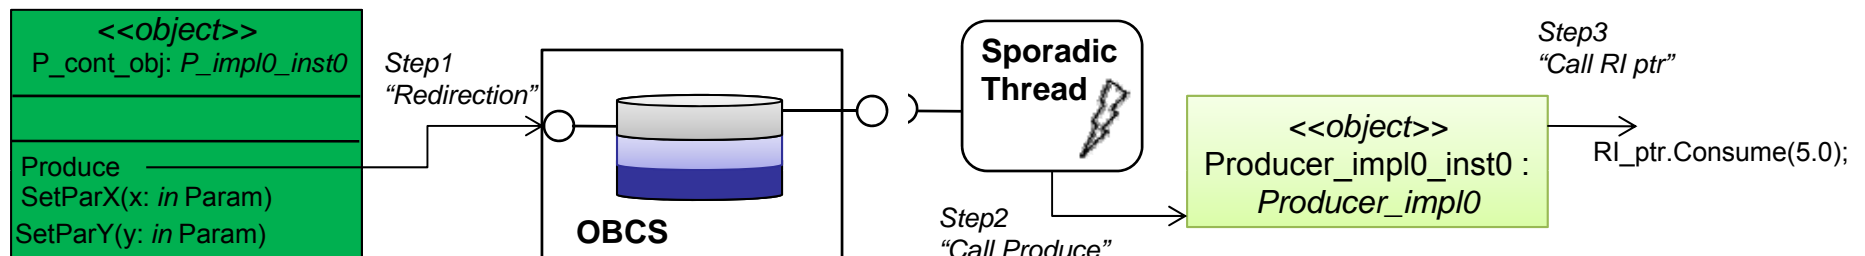 <<object>>
P_cont_obj: P_impl0_inst0
Produce
SetParX(x: in Param)
SetParY(y: in Param)
Step1
“Redirection”
OBCS
Sporadic
Thread
Step2
“Call Produce”
<<object>>
Producer_impl0_inst0 :
Producer_impl0
Step3
“Call RI ptr”
RI_ptr.Consume(5.0);